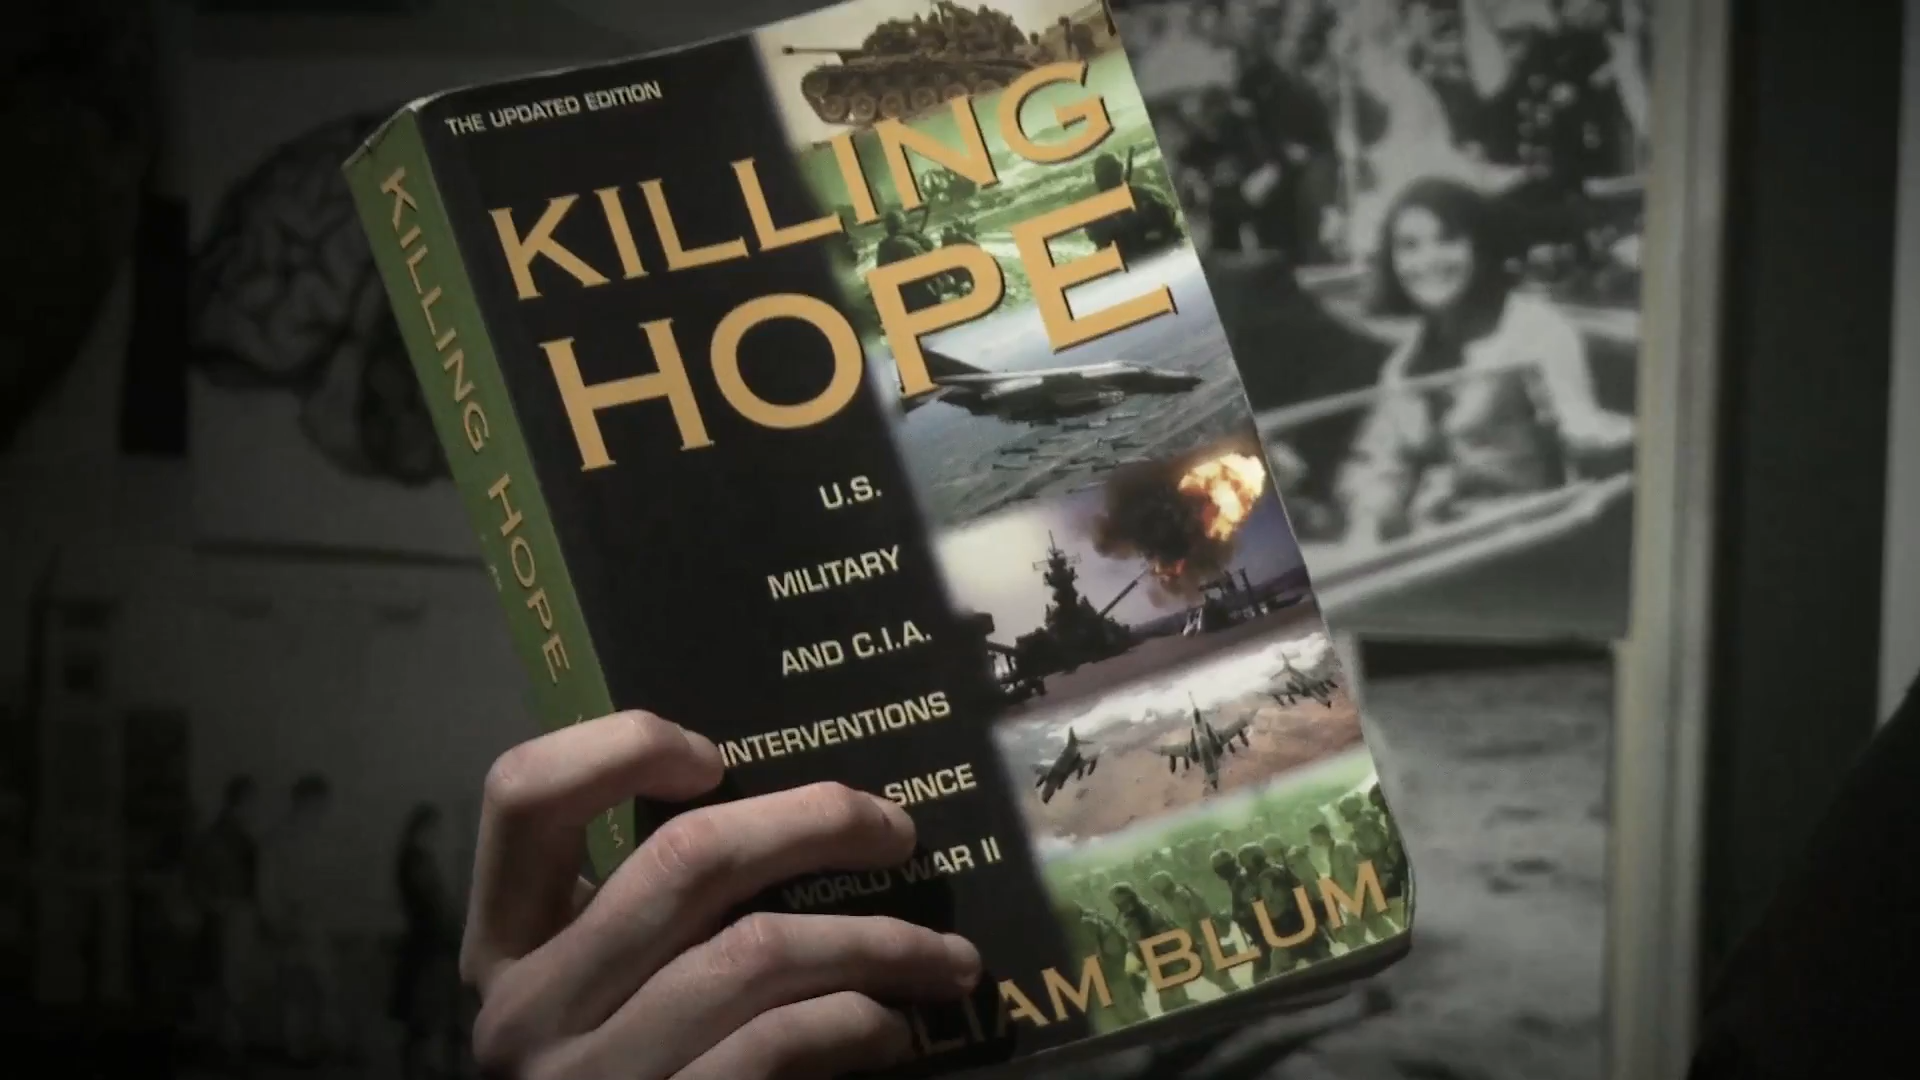 THE UPDATED EDITION
KILLING
HOPE
U.S.
MILITARY
AND C.I.A.
INTERVENTIONS
SINCE
WORLD WAR II
BLUM
KILLING HOPE